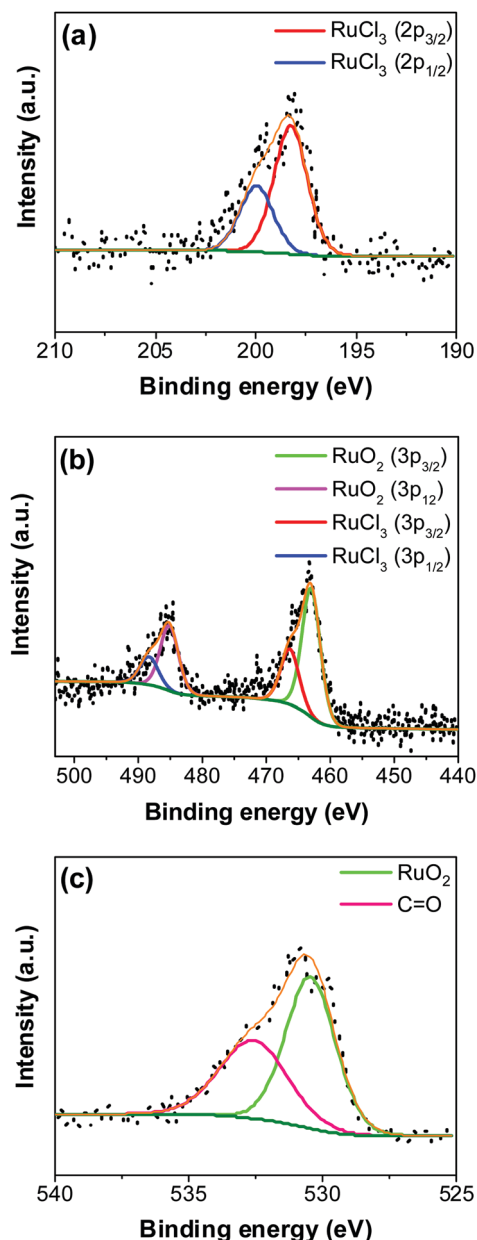 (a)
RuCl₃ (2p₃/₂)
RuCl₃ (2p₁/₂)
Intensity (a.u.)
210 205 200 195 190
Binding energy (eV)
(b)
RuO₂ (3p₃/₂)
RuO₂ (3p₁₂)
RuCl₃ (3p₃/₂)
RuCl₃ (3p₁/₂)
Intensity (a.u.)
500 490 480 470 460 450 440
Binding energy (eV)
(c)
RuO₂
C=O
Intensity (a.u.)
540 535 530 525
Binding energy (eV)